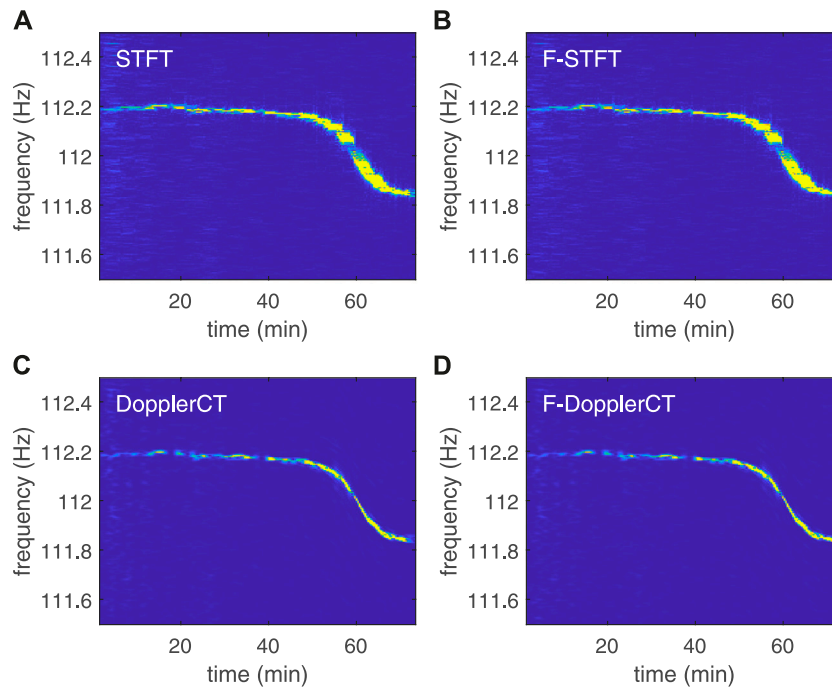 A
STFT
frequency (Hz)
112.4
112.2
112
111.8
111.6
20
40
60
time (min)
B
F-STFT
frequency (Hz)
112.4
112.2
112
111.8
111.6
20
40
60
time (min)
C
DopplerCT
frequency (Hz)
112.4
112.2
112
111.8
111.6
20
40
60
time (min)
D
F-DopplerCT
frequency (Hz)
112.4
112.2
112
111.8
111.6
20
40
60
time (min)